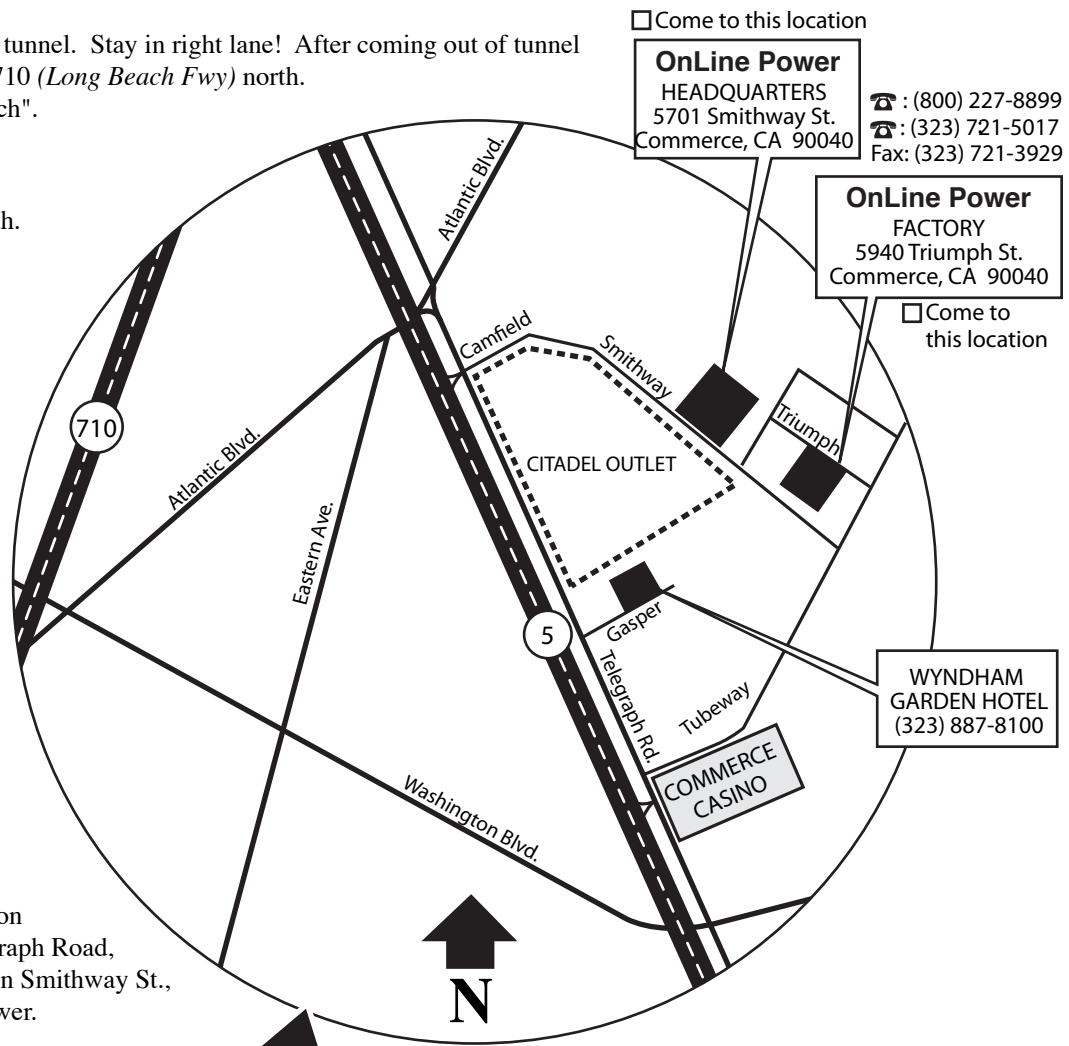 tunnel. Stay in right lane! After coming out of tunnel
710 (Long Beach Fwy) north.
ch".
th.
Come to this location
OnLine Power
HEADQUARTERS
5701 Smithway St.
Commerce, CA 90040
☎ : (800) 227-8899
☎ : (323) 721-5017
Fax: (323) 721-3929
OnLine Power
FACTORY
5940 Triumph St.
Commerce, CA 90040
Come to
this location
Atlantic Blvd.
Camfield
Smithway
Triumph
710
Atlantic Blvd.
CITADEL OUTLET
Eastern Ave.
5
Gasper
Telegraph Rd.
Tubeway
WYNDHAM
GARDEN HOTEL
(323) 887-8100
COMMERCE
CASINO
Washington Blvd.
on
raph Road,
n Smithway St.,
wer.
N